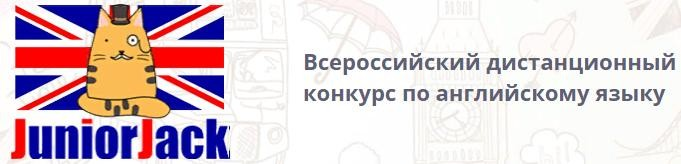 JuniorJack
Всероссийский дистанционный
конкурс по английскому языку